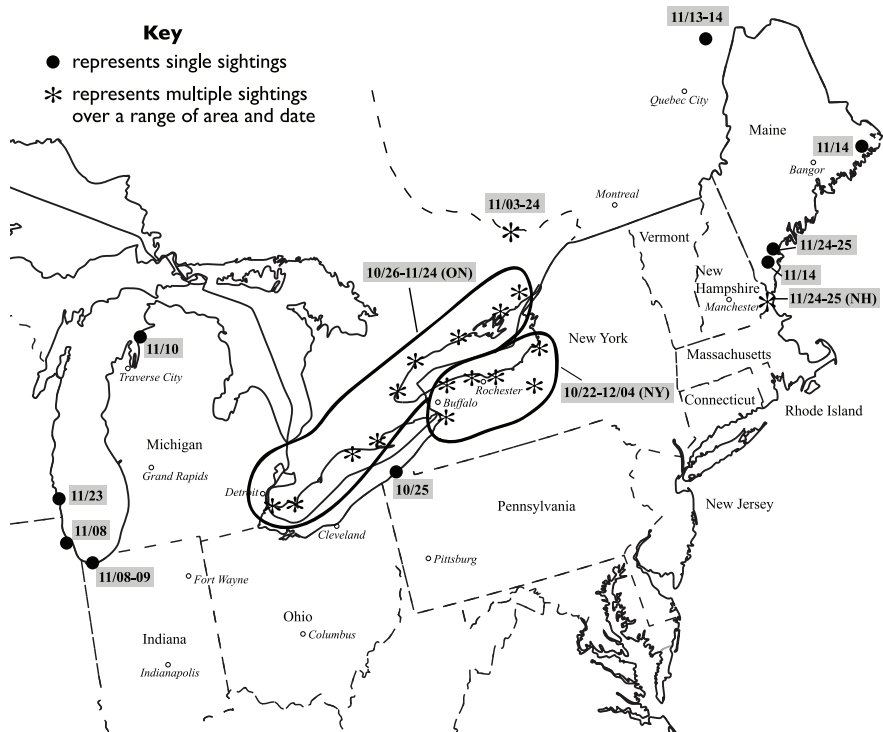 Key
represents single sightings
represents multiple sightings
over a range of area and date
11/13-14
Quebec City
Maine
11/14
Bangor
Montreal
11/03-24
Vermont
11/24-25
10/26-11/24 (ON)
11/14
New
Hampshire
11/24-25 (NH)
Manchester
New York
11/10
Traverse City
Massachusetts
Rochester
10/22-12/04 (NY)
Connecticut
Buffalo
Rhode Island
Michigan
Grand Rapids
Detroit
10/25
11/23
Pennsylvania
New Jersey
11/08
Cleveland
Pittsburg
11/08-09
Fort Wayne
Ohio
Columbus
Indiana
Indianapolis